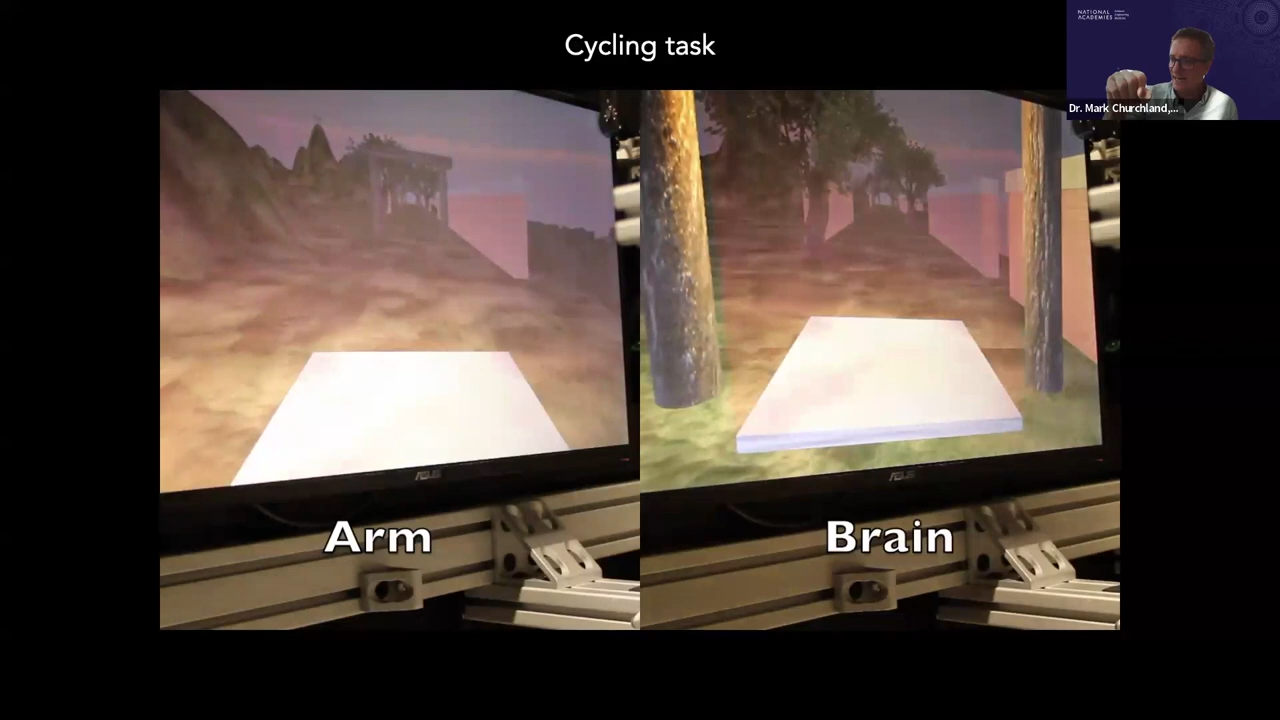 Cycling task
NATIONAL
ACADEMIES
Dr. Mark Churchland,...
ASUS
ASUS
Arm
Brain